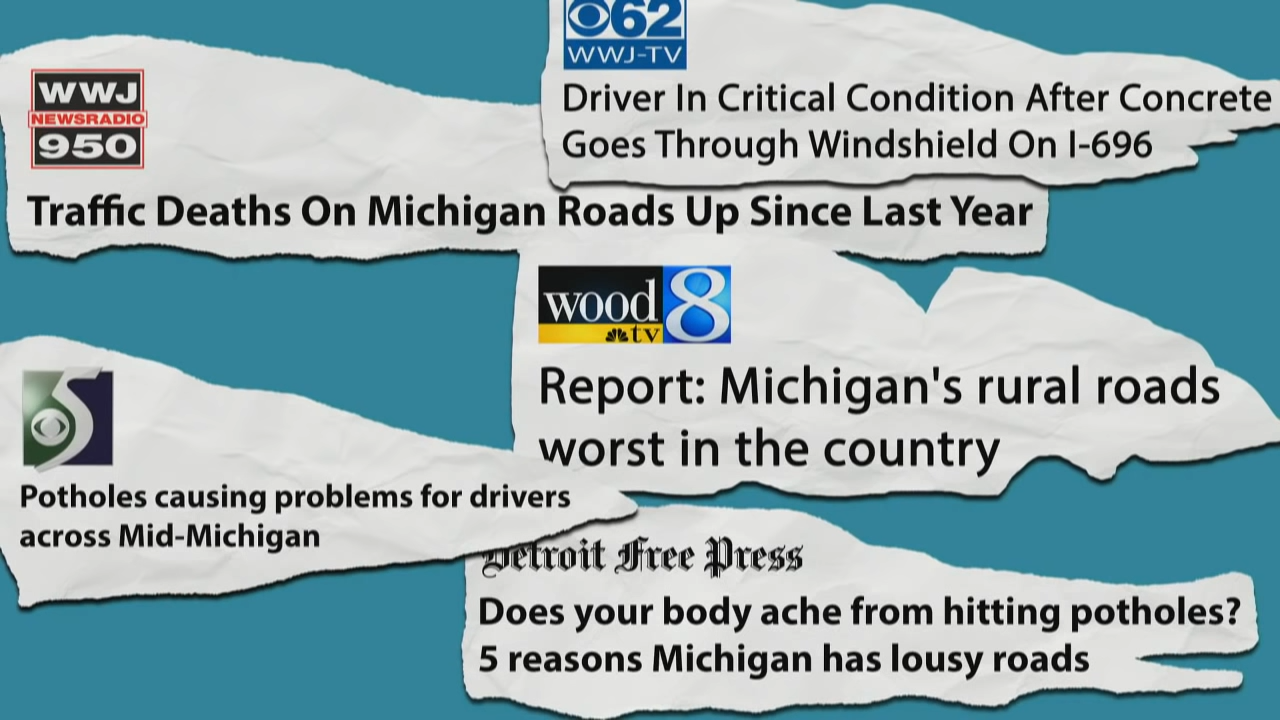 CBS 62
WWJ-TV
Driver In Critical Condition After Concrete
Goes Through Windshield On I-696
WWJ
NEWSRADIO
950
Traffic Deaths On Michigan Roads Up Since Last Year
wood
tv
8
Report: Michigan's rural roads
worst in the country
5
Potholes causing problems for drivers
across Mid-Michigan
Detroit Free Press
Does your body ache from hitting potholes?
5 reasons Michigan has lousy roads